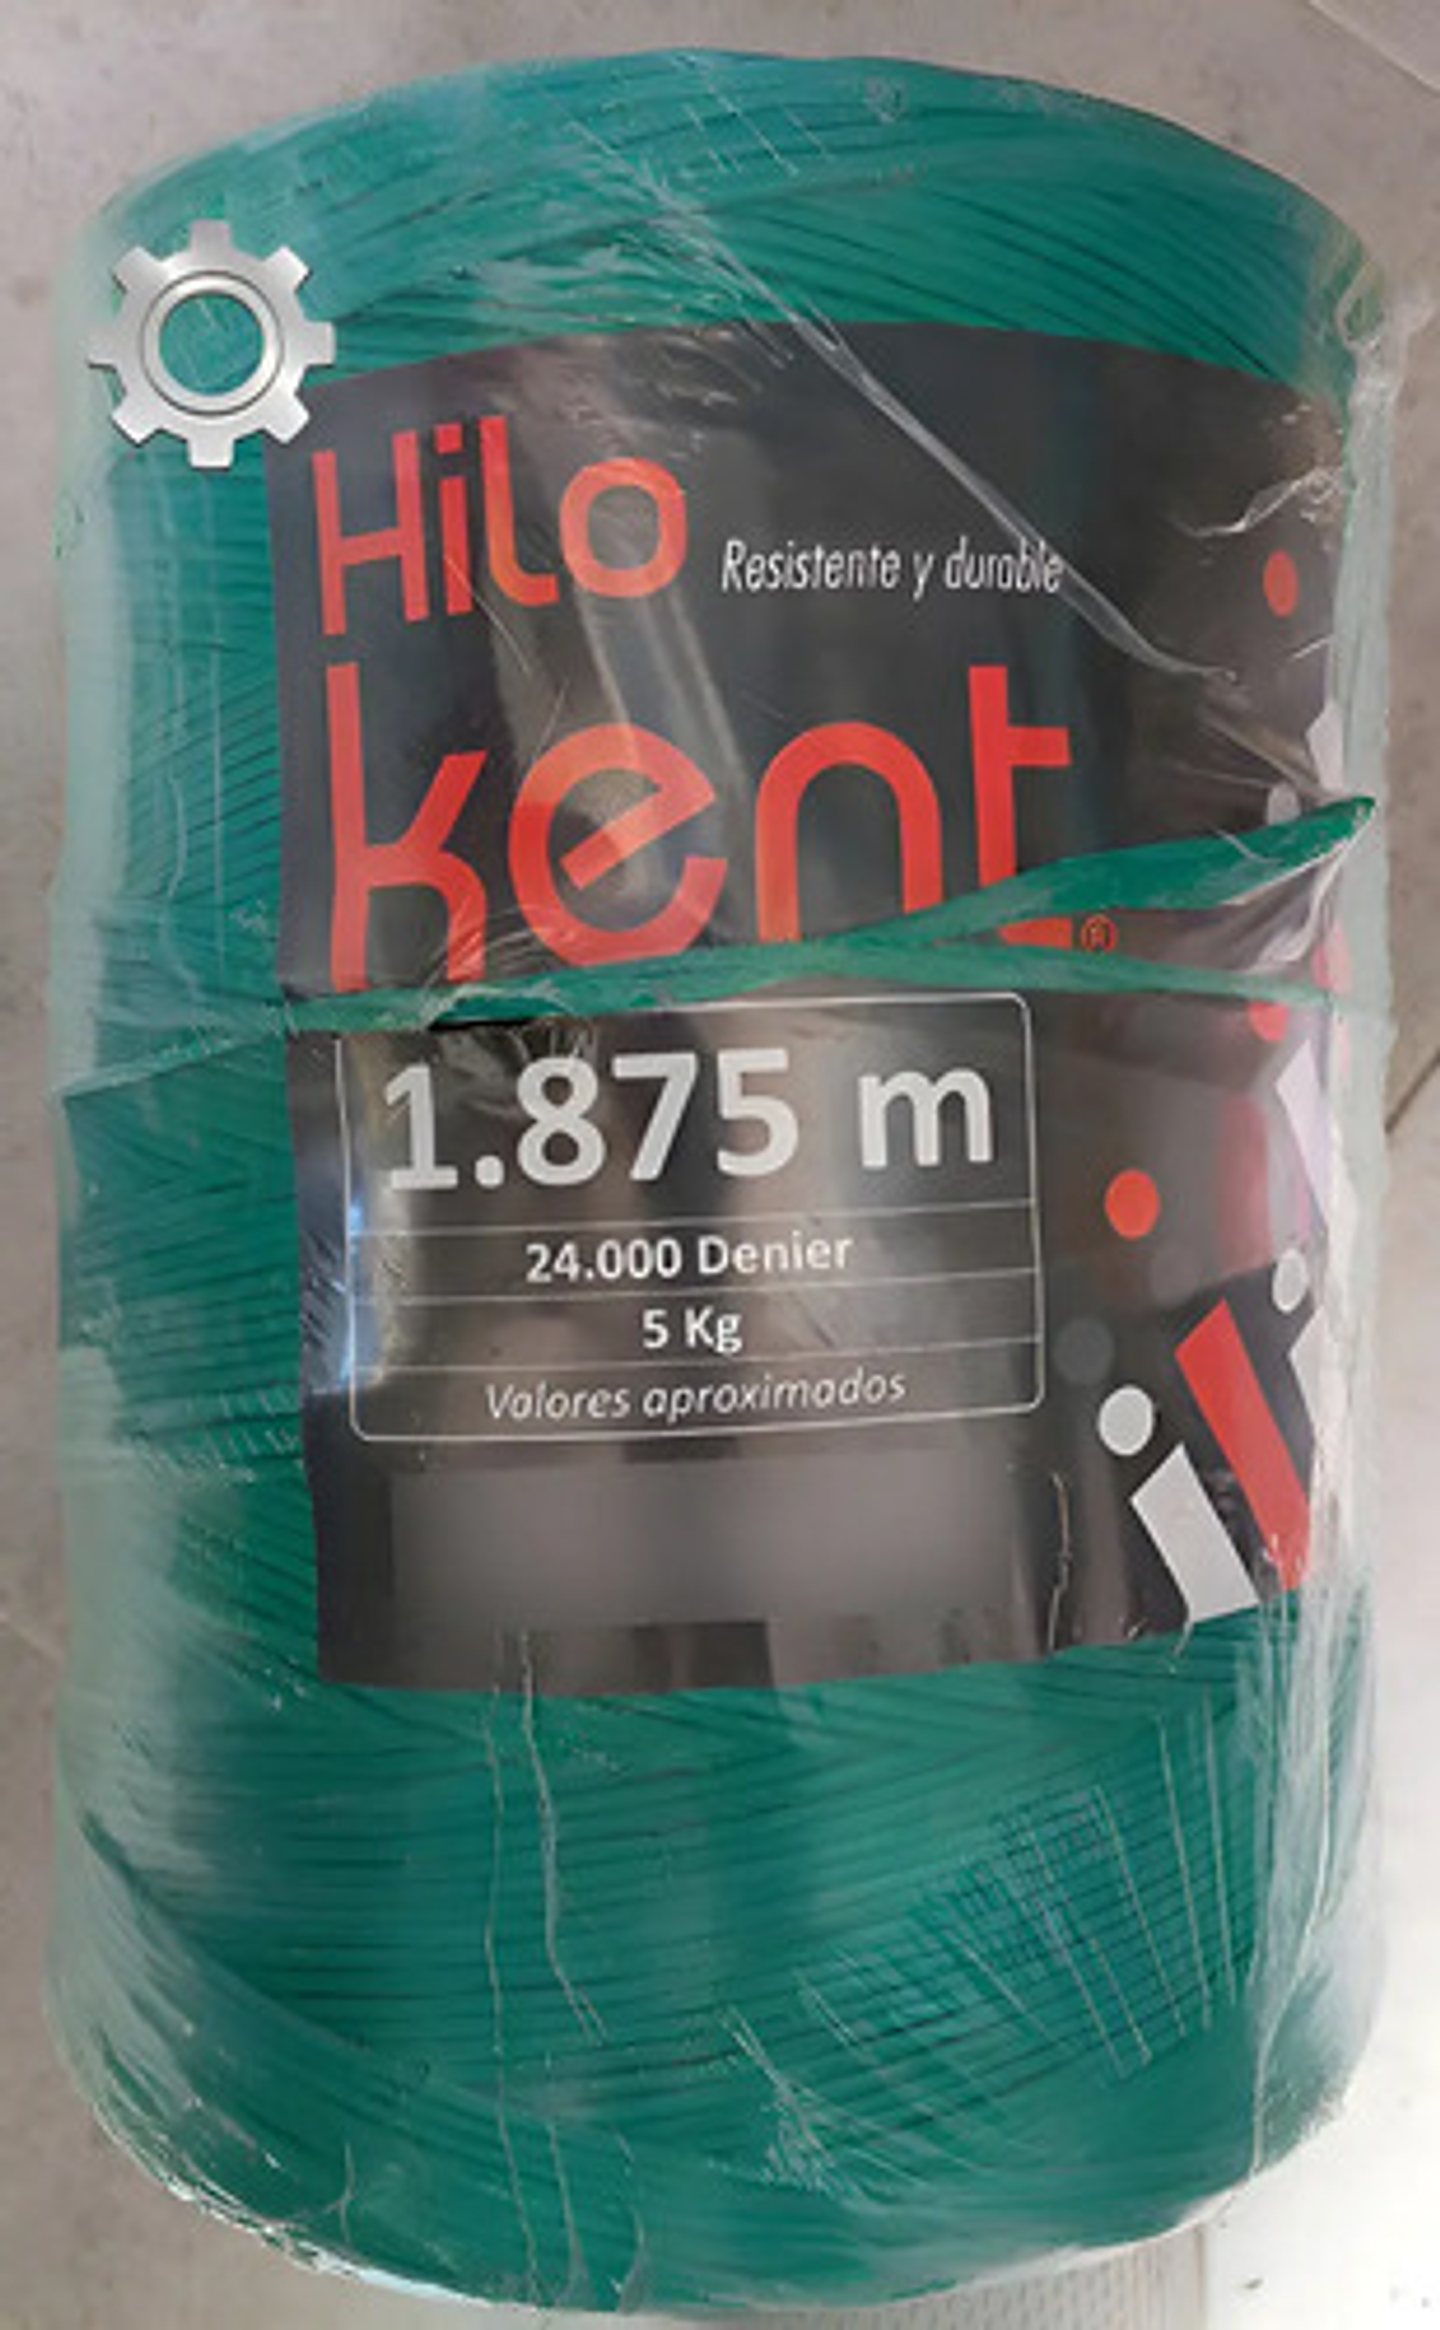 Hilo
Resistente y durable
kent®
1.875 m
24.000 Denier
5 Kg
Valores aproximados